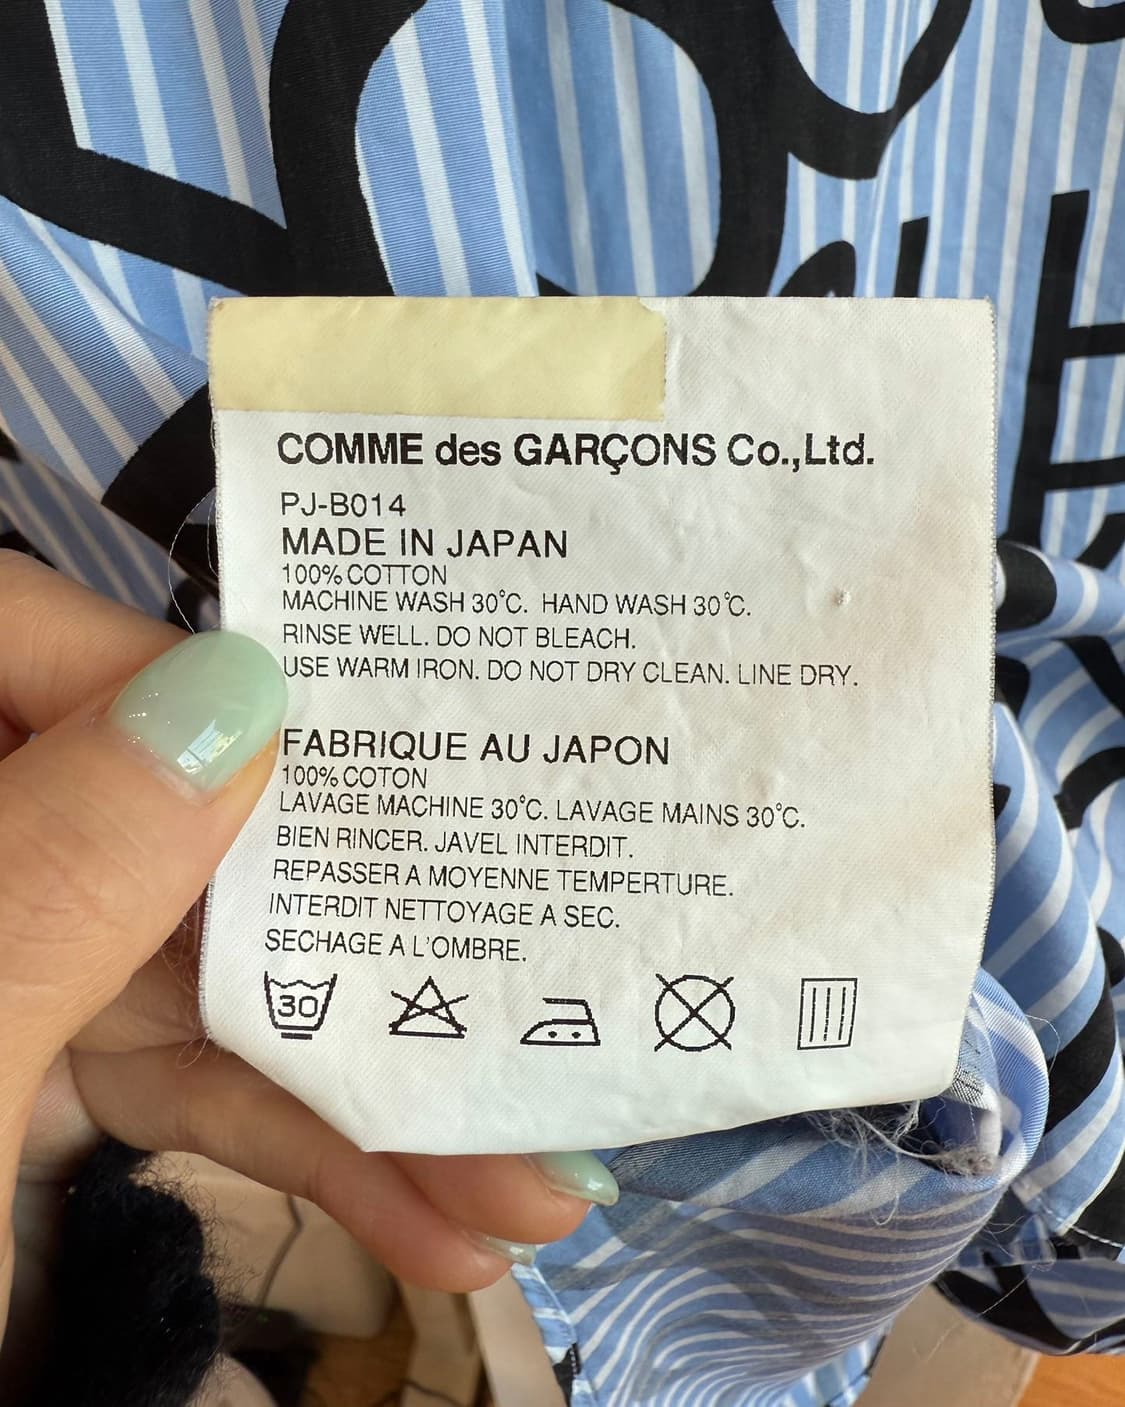 COMME des GARÇONS Co.,Ltd.
PJ-B014
MADE IN JAPAN
100% COTTON
MACHINE WASH 30°C. HAND WASH 30°C.
RINSE WELL. DO NOT BLEACH.
USE WARM IRON. DO NOT DRY CLEAN. LINE DRY.
FABRIQUE AU JAPON
100% COTON
LAVAGE MACHINE 30°C. LAVAGE MAINS 30°C.
BIEN RINCER. JAVEL INTERDIT.
REPASSER A MOYENNE TEMPERTURE.
INTERDIT NETTOYAGE A SEC.
SECHAGE A L'OMBRE.
30